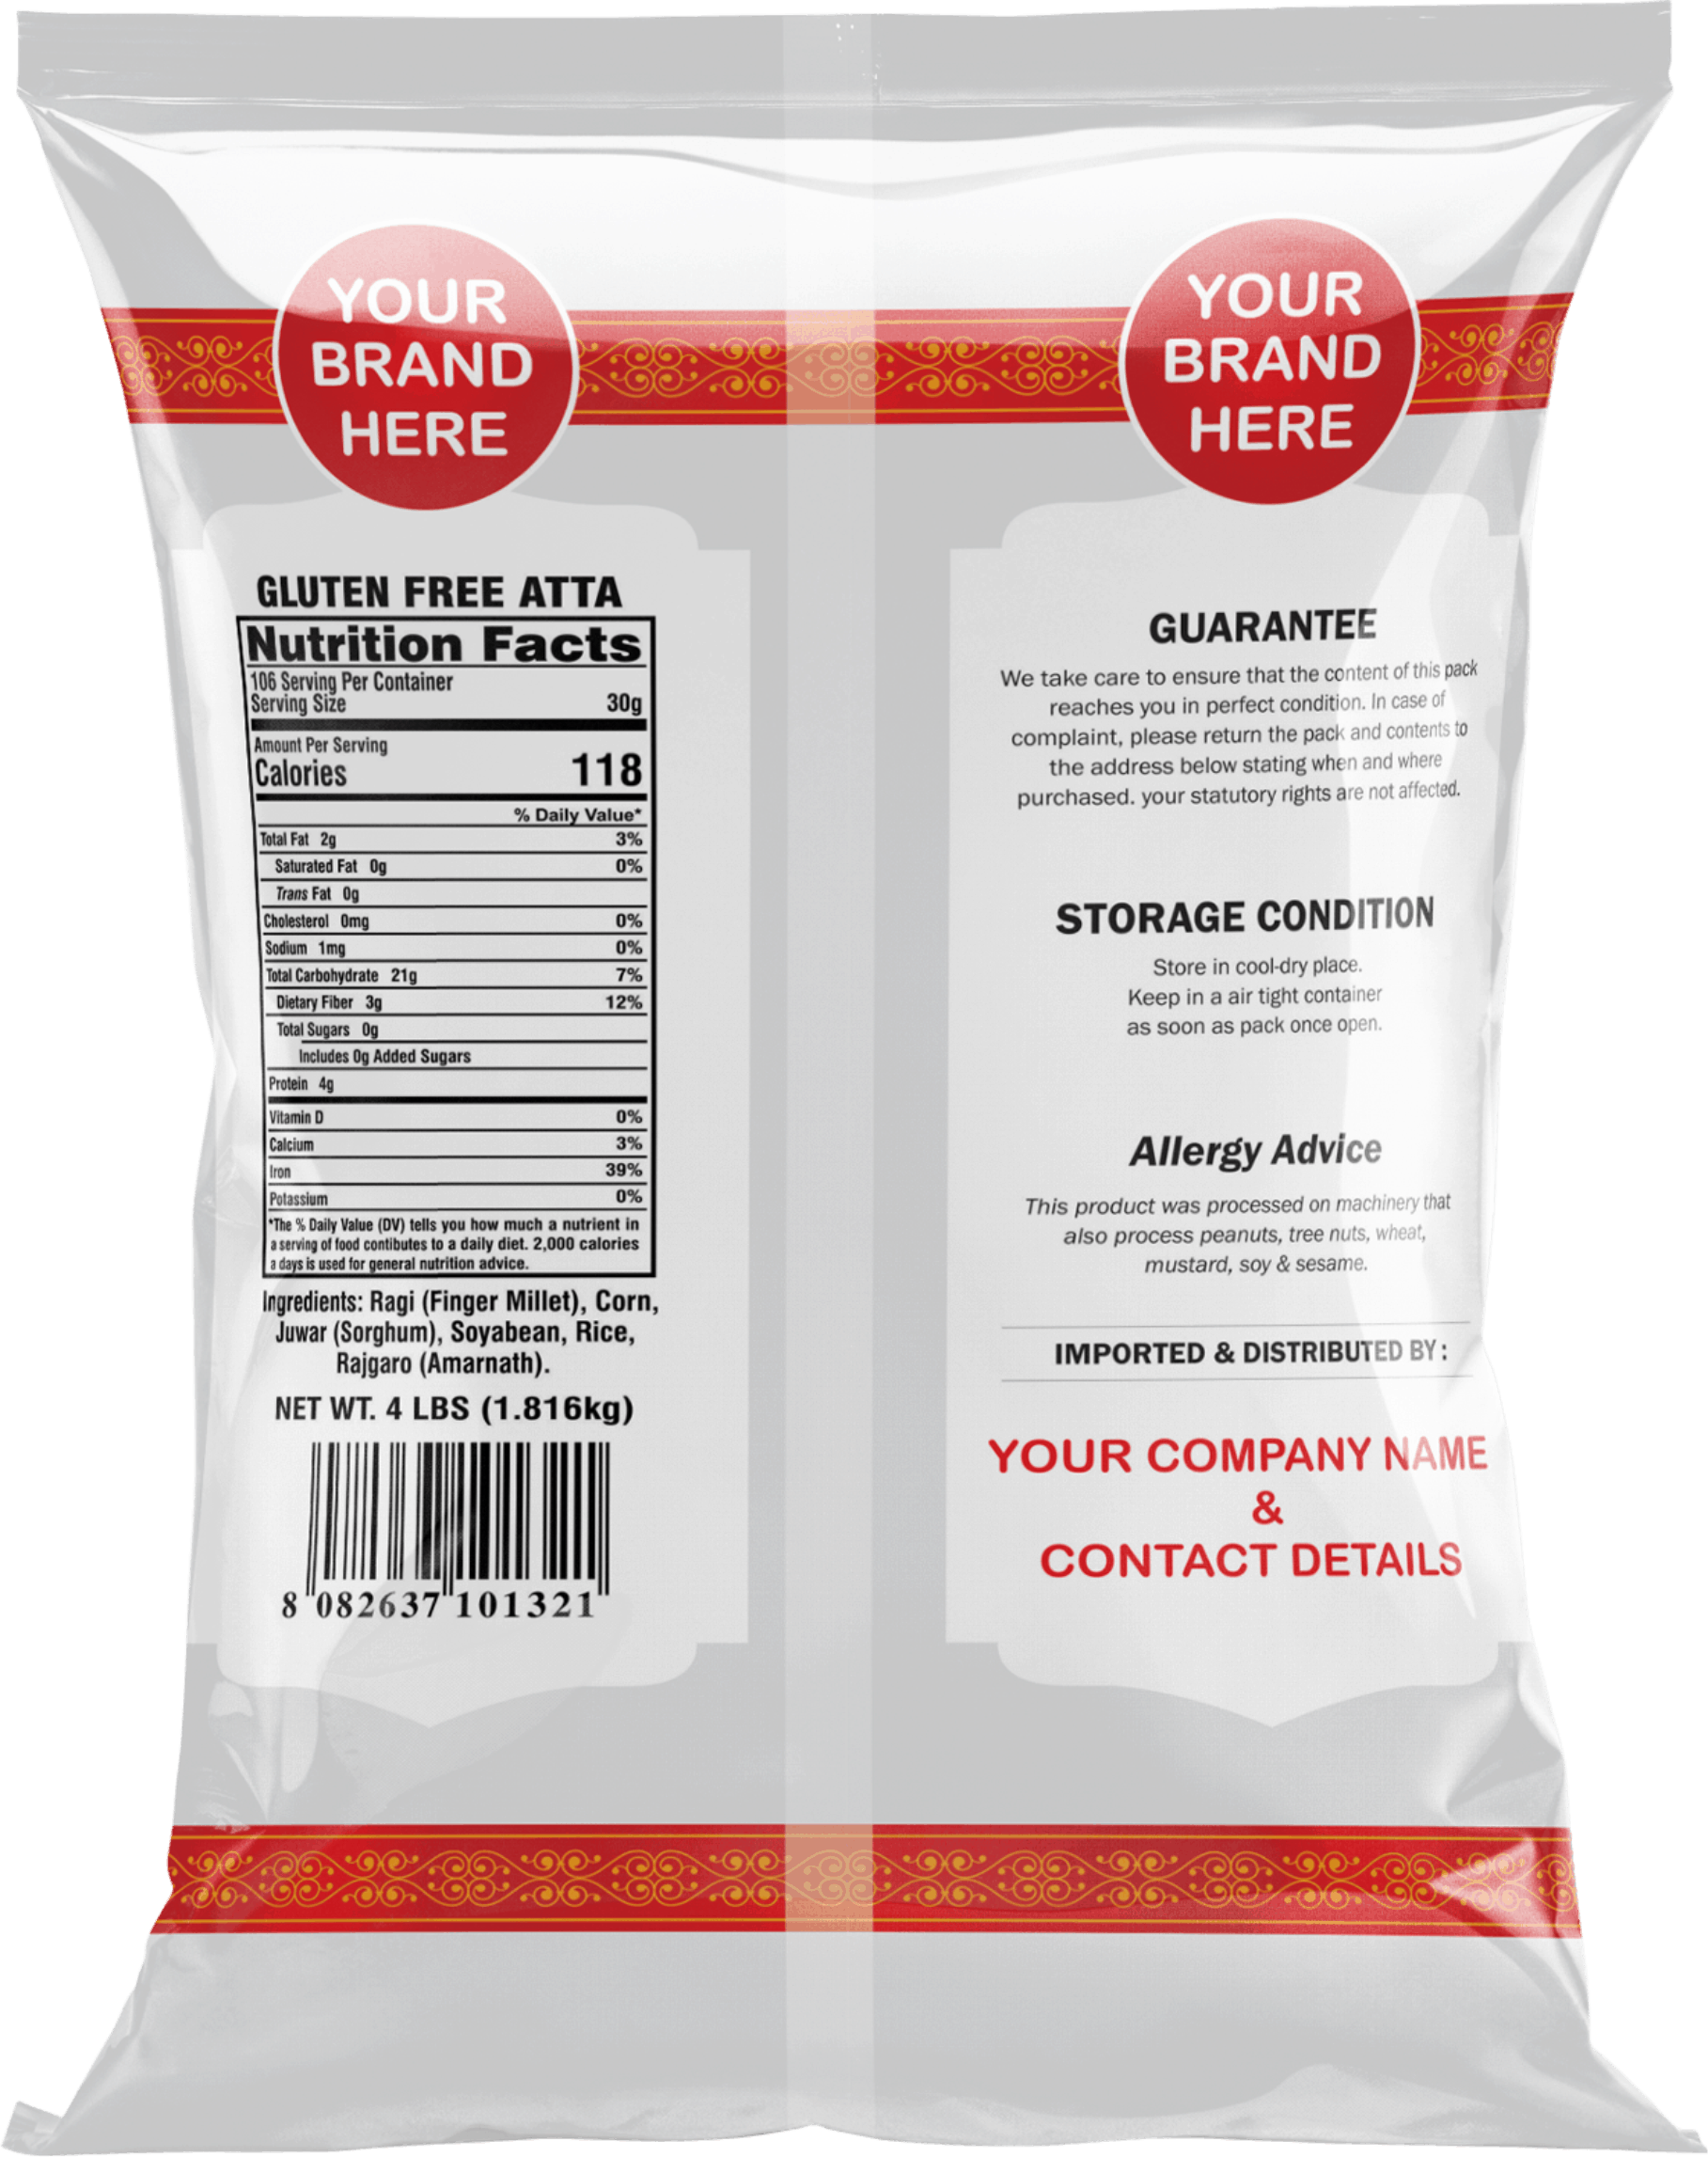 YOUR
BRAND
HERE
GLUTEN FREE ATTA
Nutrition Facts
106 Serving Per Container
Serving Size 30g
Amount Per Serving
Calories 118
% Daily Value*
Total Fat 2g 3%
Saturated Fat 0g 0%
Trans Fat 0g
Cholesterol 0mg 0%
Sodium 1mg 0%
Total Carbohydrate 21g 7%
Dietary Fiber 3g 12%
Total Sugars 0g
Includes 0g Added Sugars
Protein 4g
Vitamin D 0%
Calcium 3%
Iron 39%
Potassium 0%
*The % Daily Value (DV) tells you how much a nutrient in
a serving of food contibutes to a daily diet. 2,000 calories
a days is used for general nutrition advice.
Ingredients: Ragi (Finger Millet), Corn,
Juwar (Sorghum), Soyabean, Rice,
Rajgaro (Amarnath).
NET WT. 4 LBS (1.816kg)
8 082637 101321
YOUR
BRAND
HERE
GUARANTEE
We take care to ensure that the content of this pack
reaches you in perfect condition. In case of
complaint, please return the pack and contents to
the address below stating when and where
purchased. your statutory rights are not affected.
STORAGE CONDITION
Store in cool-dry place.
Keep in a air tight container
as soon as pack once open.
Allergy Advice
This product was processed on machinery that
also process peanuts, tree nuts, wheat,
mustard, soy & sesame.
IMPORTED & DISTRIBUTED BY :
YOUR COMPANY NAME
&
CONTACT DETAILS